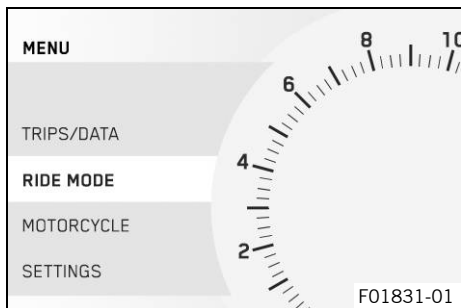 MENU
TRIPS/DATA
RIDE MODE
MOTORCYCLE
SETTINGS
2
4
6
8
10
F01831-01